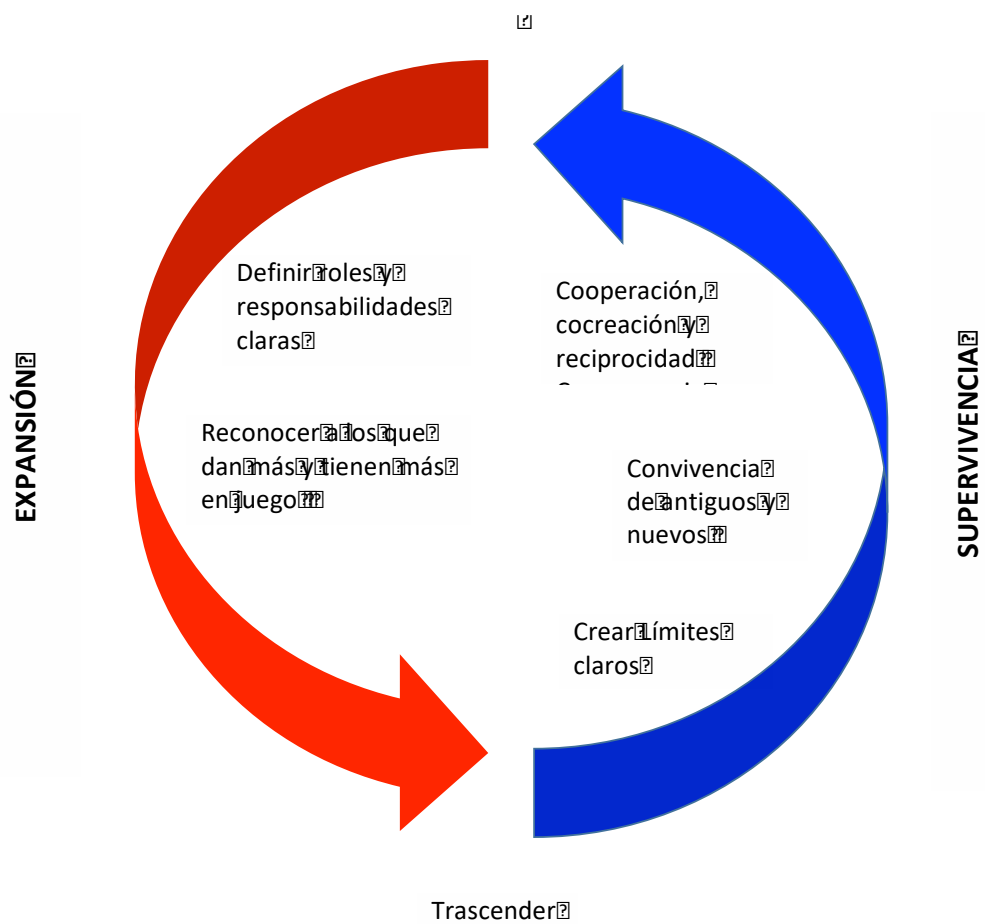 Definir roles y
responsabilidades
claras
Cooperación,
cocreación y
reciprocidad
EXPANSIÓN
SUPERVIVENCIA
Reconocer a los que
dan más y tienen más
en juego
Convivencia
de antiguos y
nuevos
Crear Límites
claros
Trascender